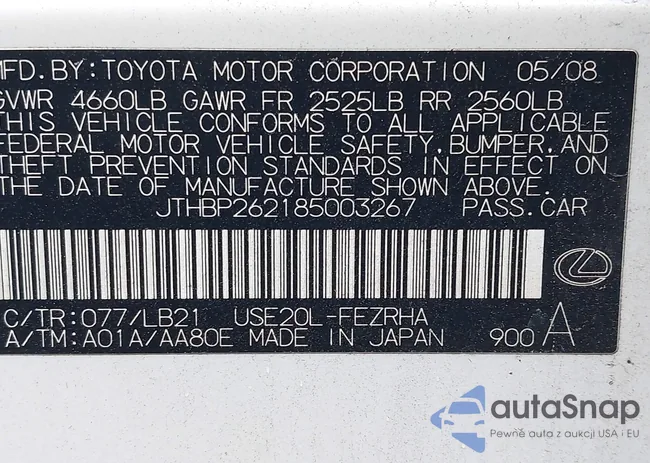 MFD.BY:TOYOTA MOTOR CORPORATION 05/08
GVWR 4660LB GAWR FR 2525LB RR 2560LB
THIS VEHICLE CONFORMS TO ALL APPLICABLE
FEDERAL MOTOR VEHICLE SAFETY,BUMPER,AND
THEFT PREVENTION STANDARDS IN EFFECT ON
THE DATE OF MANUFACTURE SHOWN ABOVE.
JTHBP262185003267 PASS.CAR
C/TR:077/LB21 USE20L-FEZRHA
A/TM:A01A/AA80E MADE IN JAPAN 900 A
autaSnap
Pewne auta z aukcji USA i EU